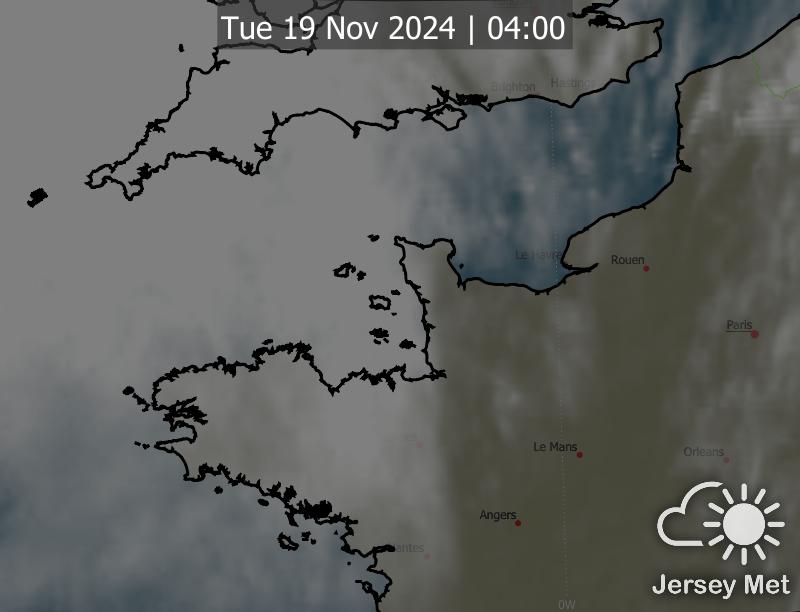 Tue 19 Nov 2024 | 04:00
Brighton
Hastings
Le Havre
Rouen
Paris
Le Mans
Orleans
Angers
Nantes
Jersey Met
0W